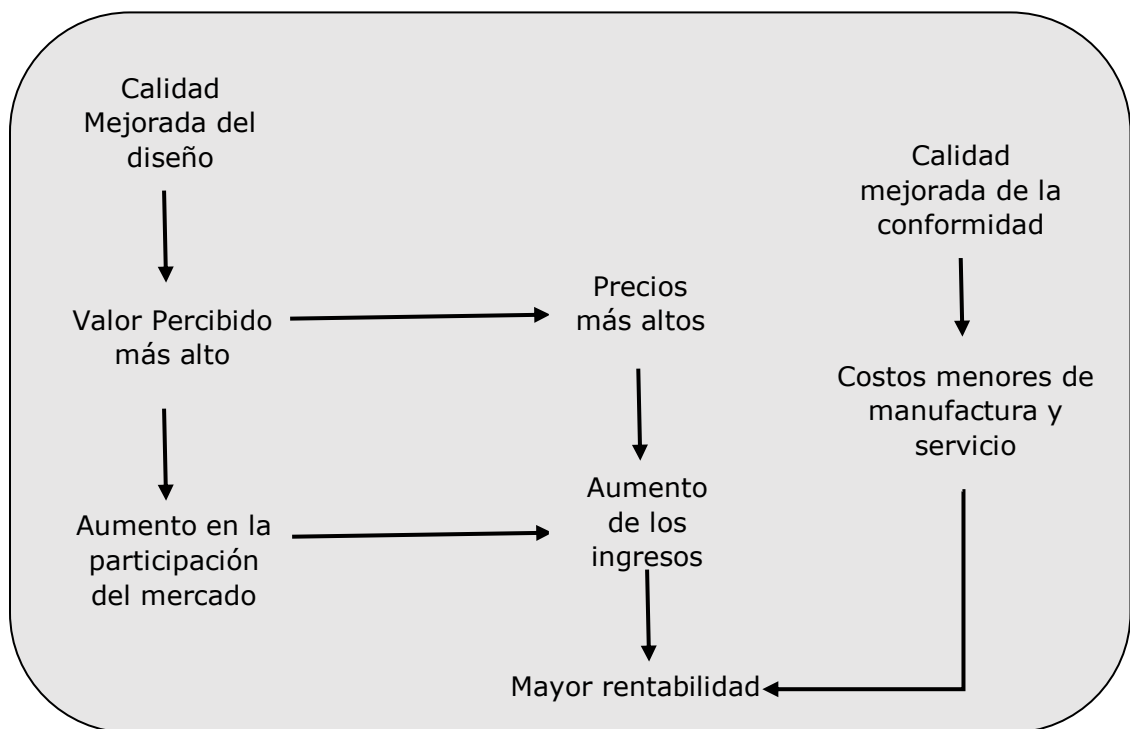 Calidad
Mejorada del
diseño
Calidad
mejorada de la
conformidad
Valor Percibido
más alto
Precios
más altos
Costos menores de
manufactura y
servicio
Aumento en la
participación
del mercado
Aumento
de los
ingresos
Mayor rentabilidad